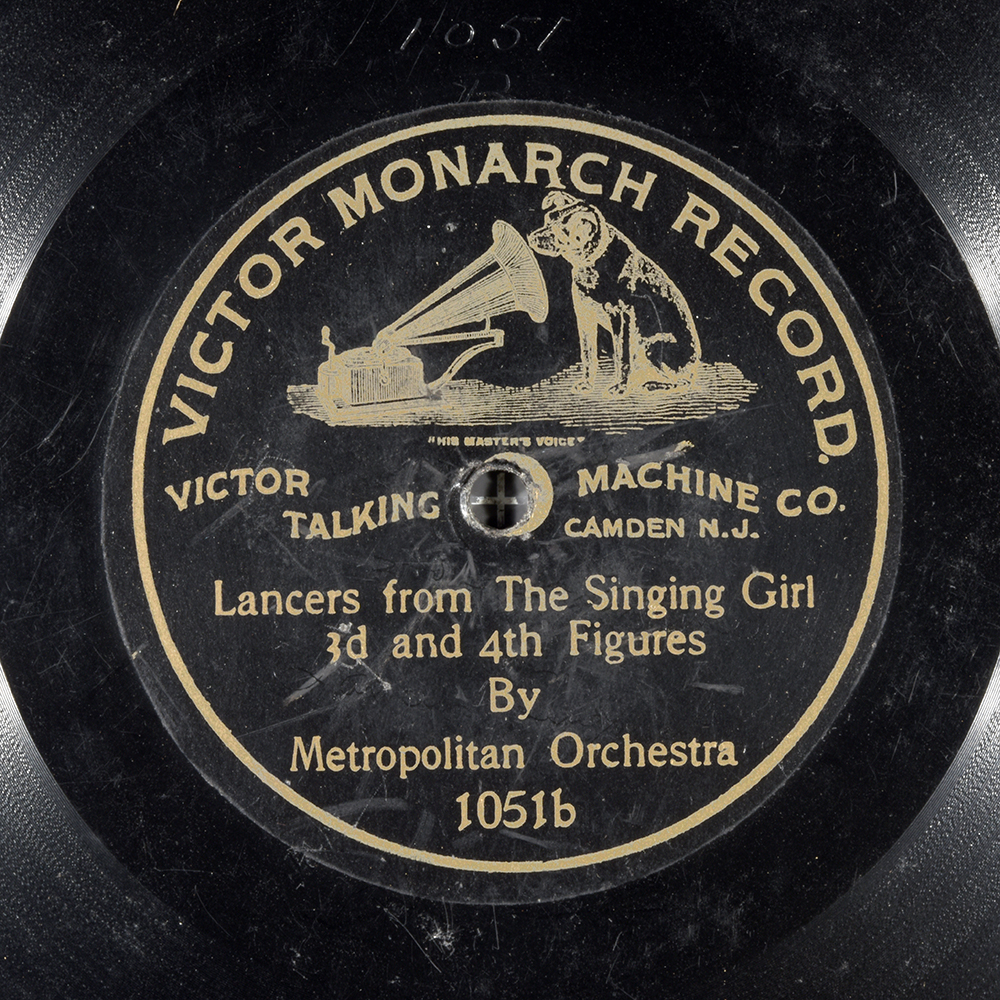 11051
VICTOR MONARCH RECORD.
"HIS MASTER'S VOICE"
VICTOR TALKING MACHINE CO.
CAMDEN N.J.
Lancers from The Singing Girl
3d and 4th Figures
By
Metropolitan Orchestra
1051b